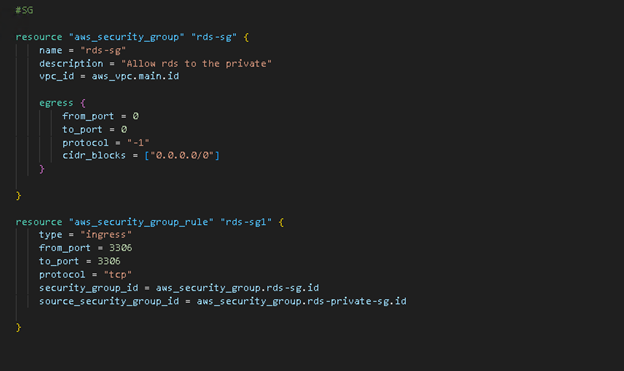 #SG
resource "aws_security_group" "rds-sg" {
name = "rds-sg"
description = "Allow rds to the private"
vpc_id = aws_vpc.main.id
egress {
from_port = 0
to_port = 0
protocol = "-1"
cidr_blocks = ["0.0.0.0/0"]
}
}
resource "aws_security_group_rule" "rds-sg1" {
type = "ingress"
from_port = 3306
to_port = 3306
protocol = "tcp"
security_group_id = aws_security_group.rds-sg.id
source_security_group_id = aws_security_group.rds-private-sg.id
}